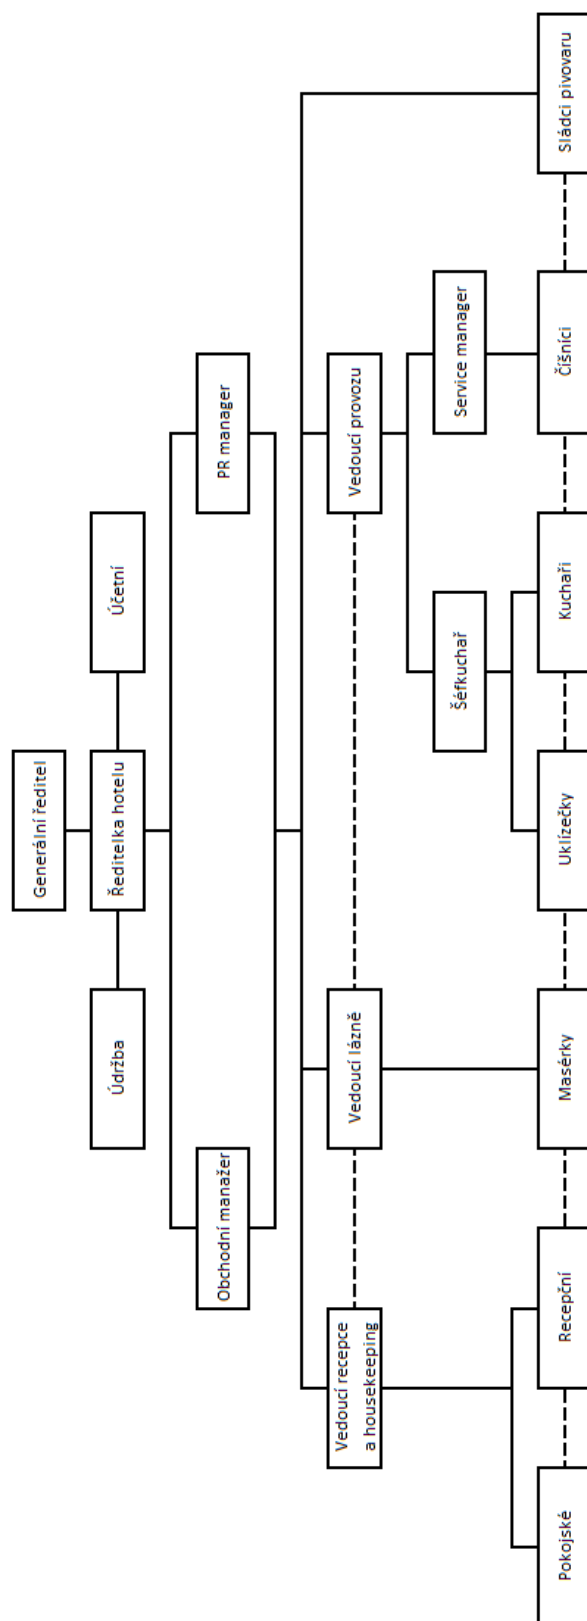 Generální ředitel
Údržba
Ředitelka hotelu
Účetní
Obchodní manažer
PR manager
Vedoucí recepce
a housekeeping
Vedoucí lázně
Vedoucí provozu
Šéfkuchař
Service manager
Pokojské
Recepční
Masérky
Uklízečky
Kuchaři
Číšníci
Sládci pivovaru